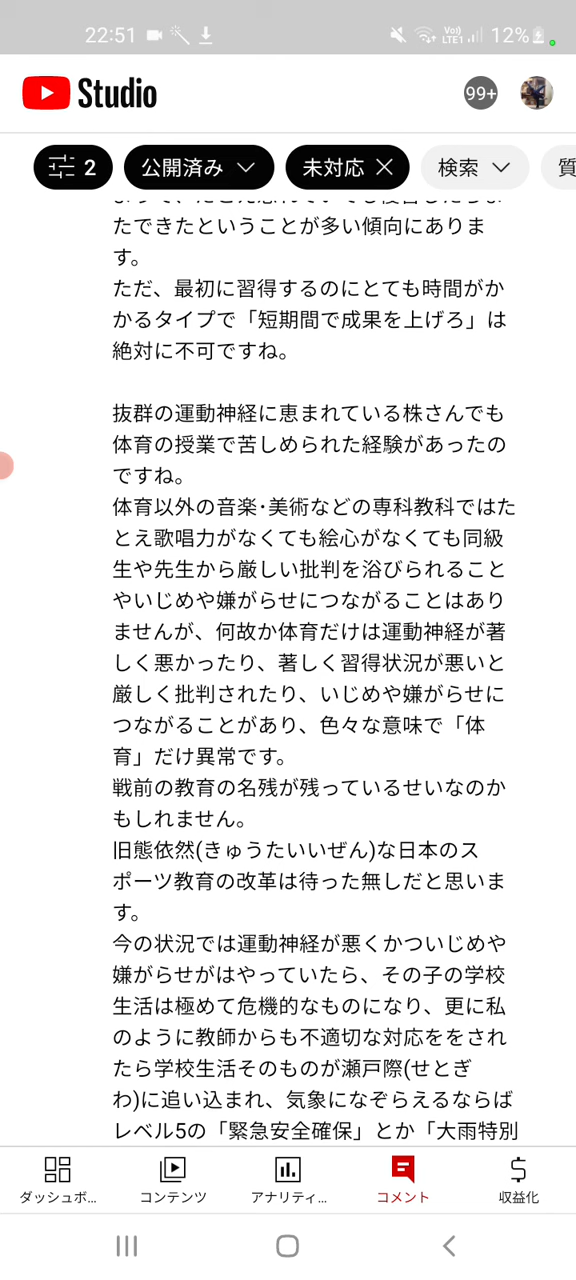 22:51
Vo)) LTE1 12%
Studio
99+
2 公開済み 未対応 検索 質
たできたということが多い傾向にありま
す。
ただ、最初に習得するのにとても時間がか
かるタイプで「短期間で成果を上げろ」は
絶対に不可ですね。
抜群の運動神経に恵まれている株さんでも
体育の授業で苦しめられた経験があったの
ですね。
体育以外の音楽･美術などの専科教科ではた
とえ歌唱力がなくても絵心がなくても同級
生や先生から厳しい批判を浴びられること
やいじめや嫌がらせにつながることはあり
ませんが、何故か体育だけは運動神経が著
しく悪かったり、著しく習得状況が悪いと
厳しく批判されたり、いじめや嫌がらせに
つながることがあり、色々な意味で「体
育」だけ異常です。
戦前の教育の名残が残っているせいなのか
もしれません。
旧態依然(きゅうたいいぜん)な日本のス
ポーツ教育の改革は待った無しだと思いま
す。
今の状況では運動神経が悪くかついじめや
嫌がらせがはやっていたら、その子の学校
生活は極めて危機的なものになり、更に私
のように教師からも不適切な対応ををされ
たら学校生活そのものが瀬戸際(せとぎ
わ)に追い込まれ、気象になぞらえるならば
レベル5の「緊急安全確保」とか「大雨特別
ダッシュボ... コンテンツ アナリティ... コメント 収益化